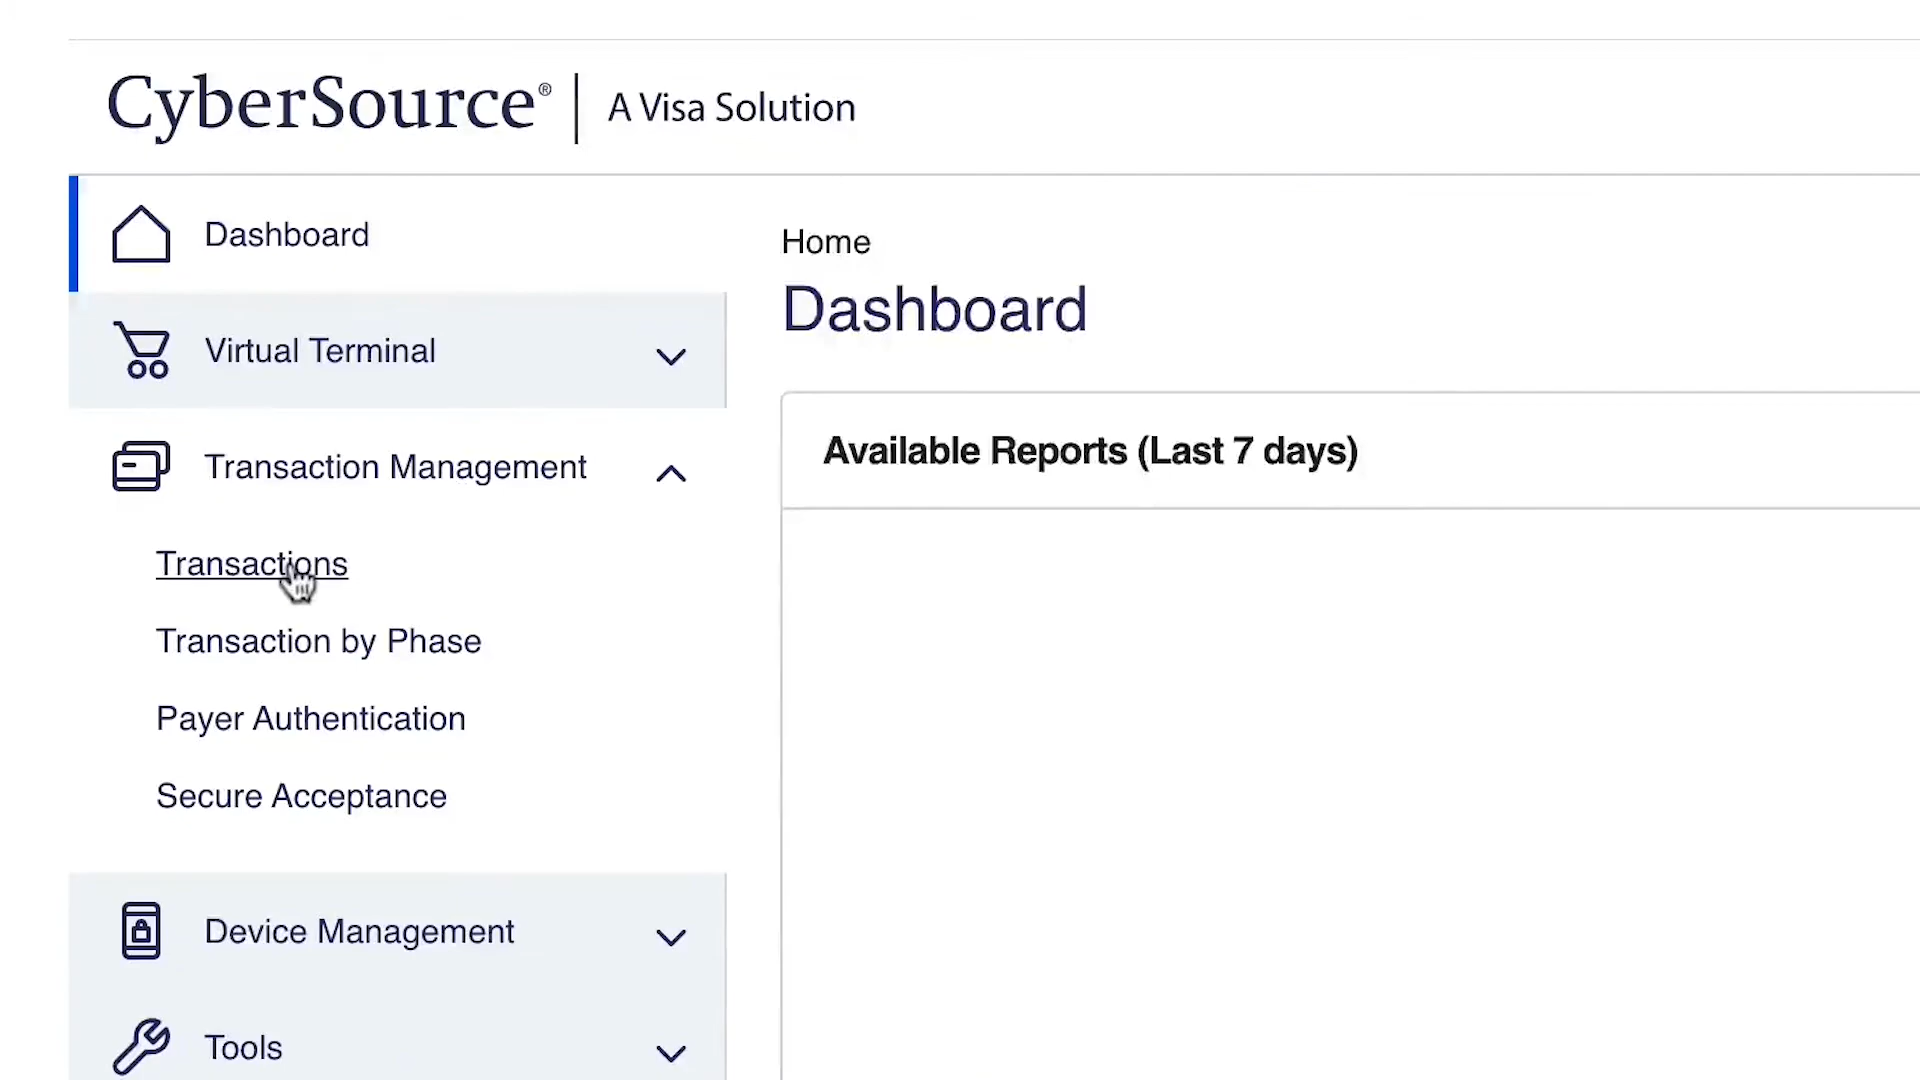 CyberSource® | A Visa Solution
Dashboard
Virtual Terminal
Transaction Management
Transactions
Transaction by Phase
Payer Authentication
Secure Acceptance
Device Management
Tools
Home
Dashboard
Available Reports (Last 7 days)